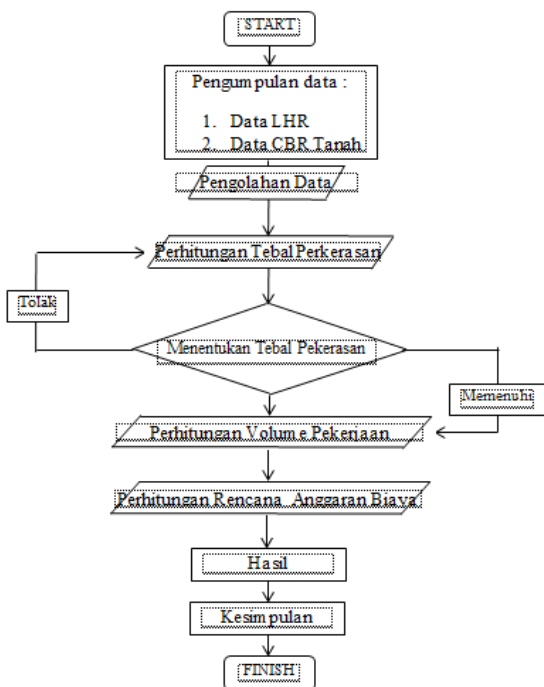 START
Pengumpulan data :
1. Data LHR
2. Data CBR Tanah
Pengolahan Data
Perhitungan Tebal Perkerasan
Tolak
Menentukan Tebal Pekerasan
Memenuhi
Perhitungan Volume Pekerjaan
Perhitungan Rencana Anggaran Biaya
Hasil
Kesimpulan
FINISH